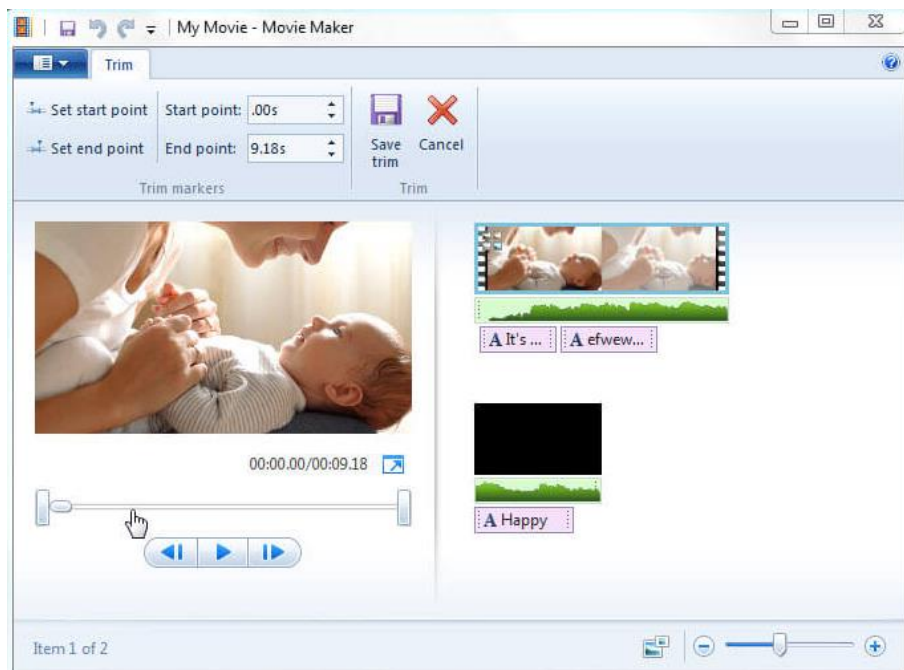 My Movie - Movie Maker
Trim
Set start point
Start point: .00s
Set end point
End point: 9.18s
Save trim
Cancel
Trim markers
Trim
00:00.00/00:09.18
A It's ...
A efwew...
A Happy
Item 1 of 2